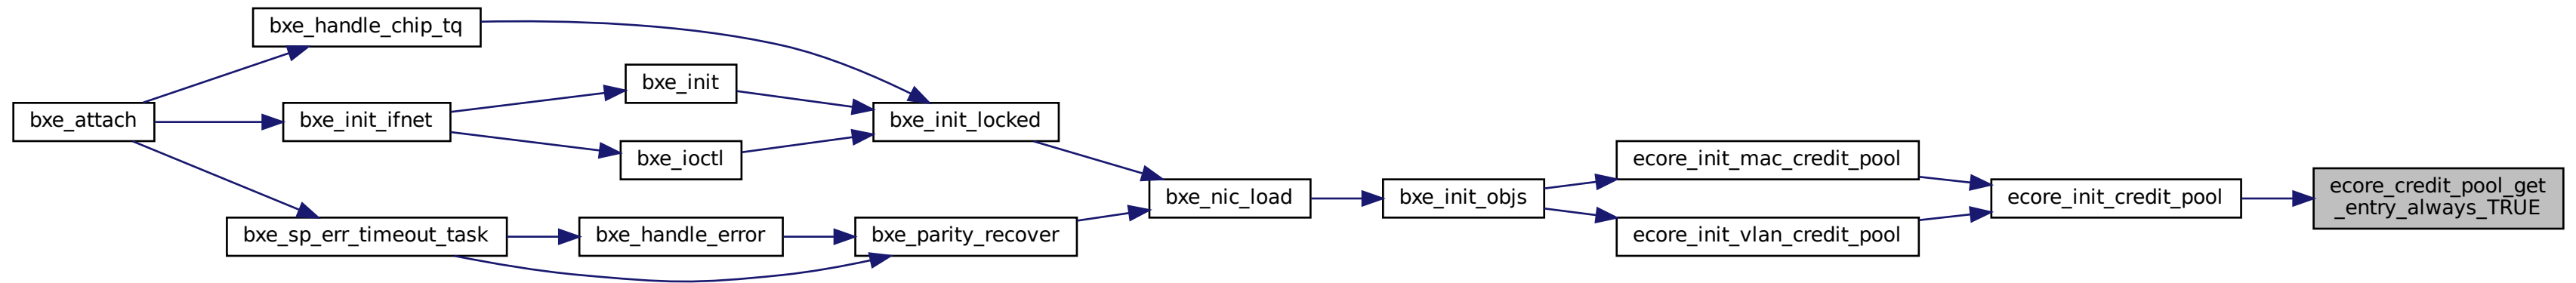 bxe_attach
bxe_handle_chip_tq
bxe_init_ifnet
bxe_sp_err_timeout_task
bxe_init
bxe_ioctl
bxe_handle_error
bxe_init_locked
bxe_parity_recover
bxe_nic_load
bxe_init_objs
ecore_init_mac_credit_pool
ecore_init_vlan_credit_pool
ecore_init_credit_pool
ecore_credit_pool_get
_entry_always_TRUE